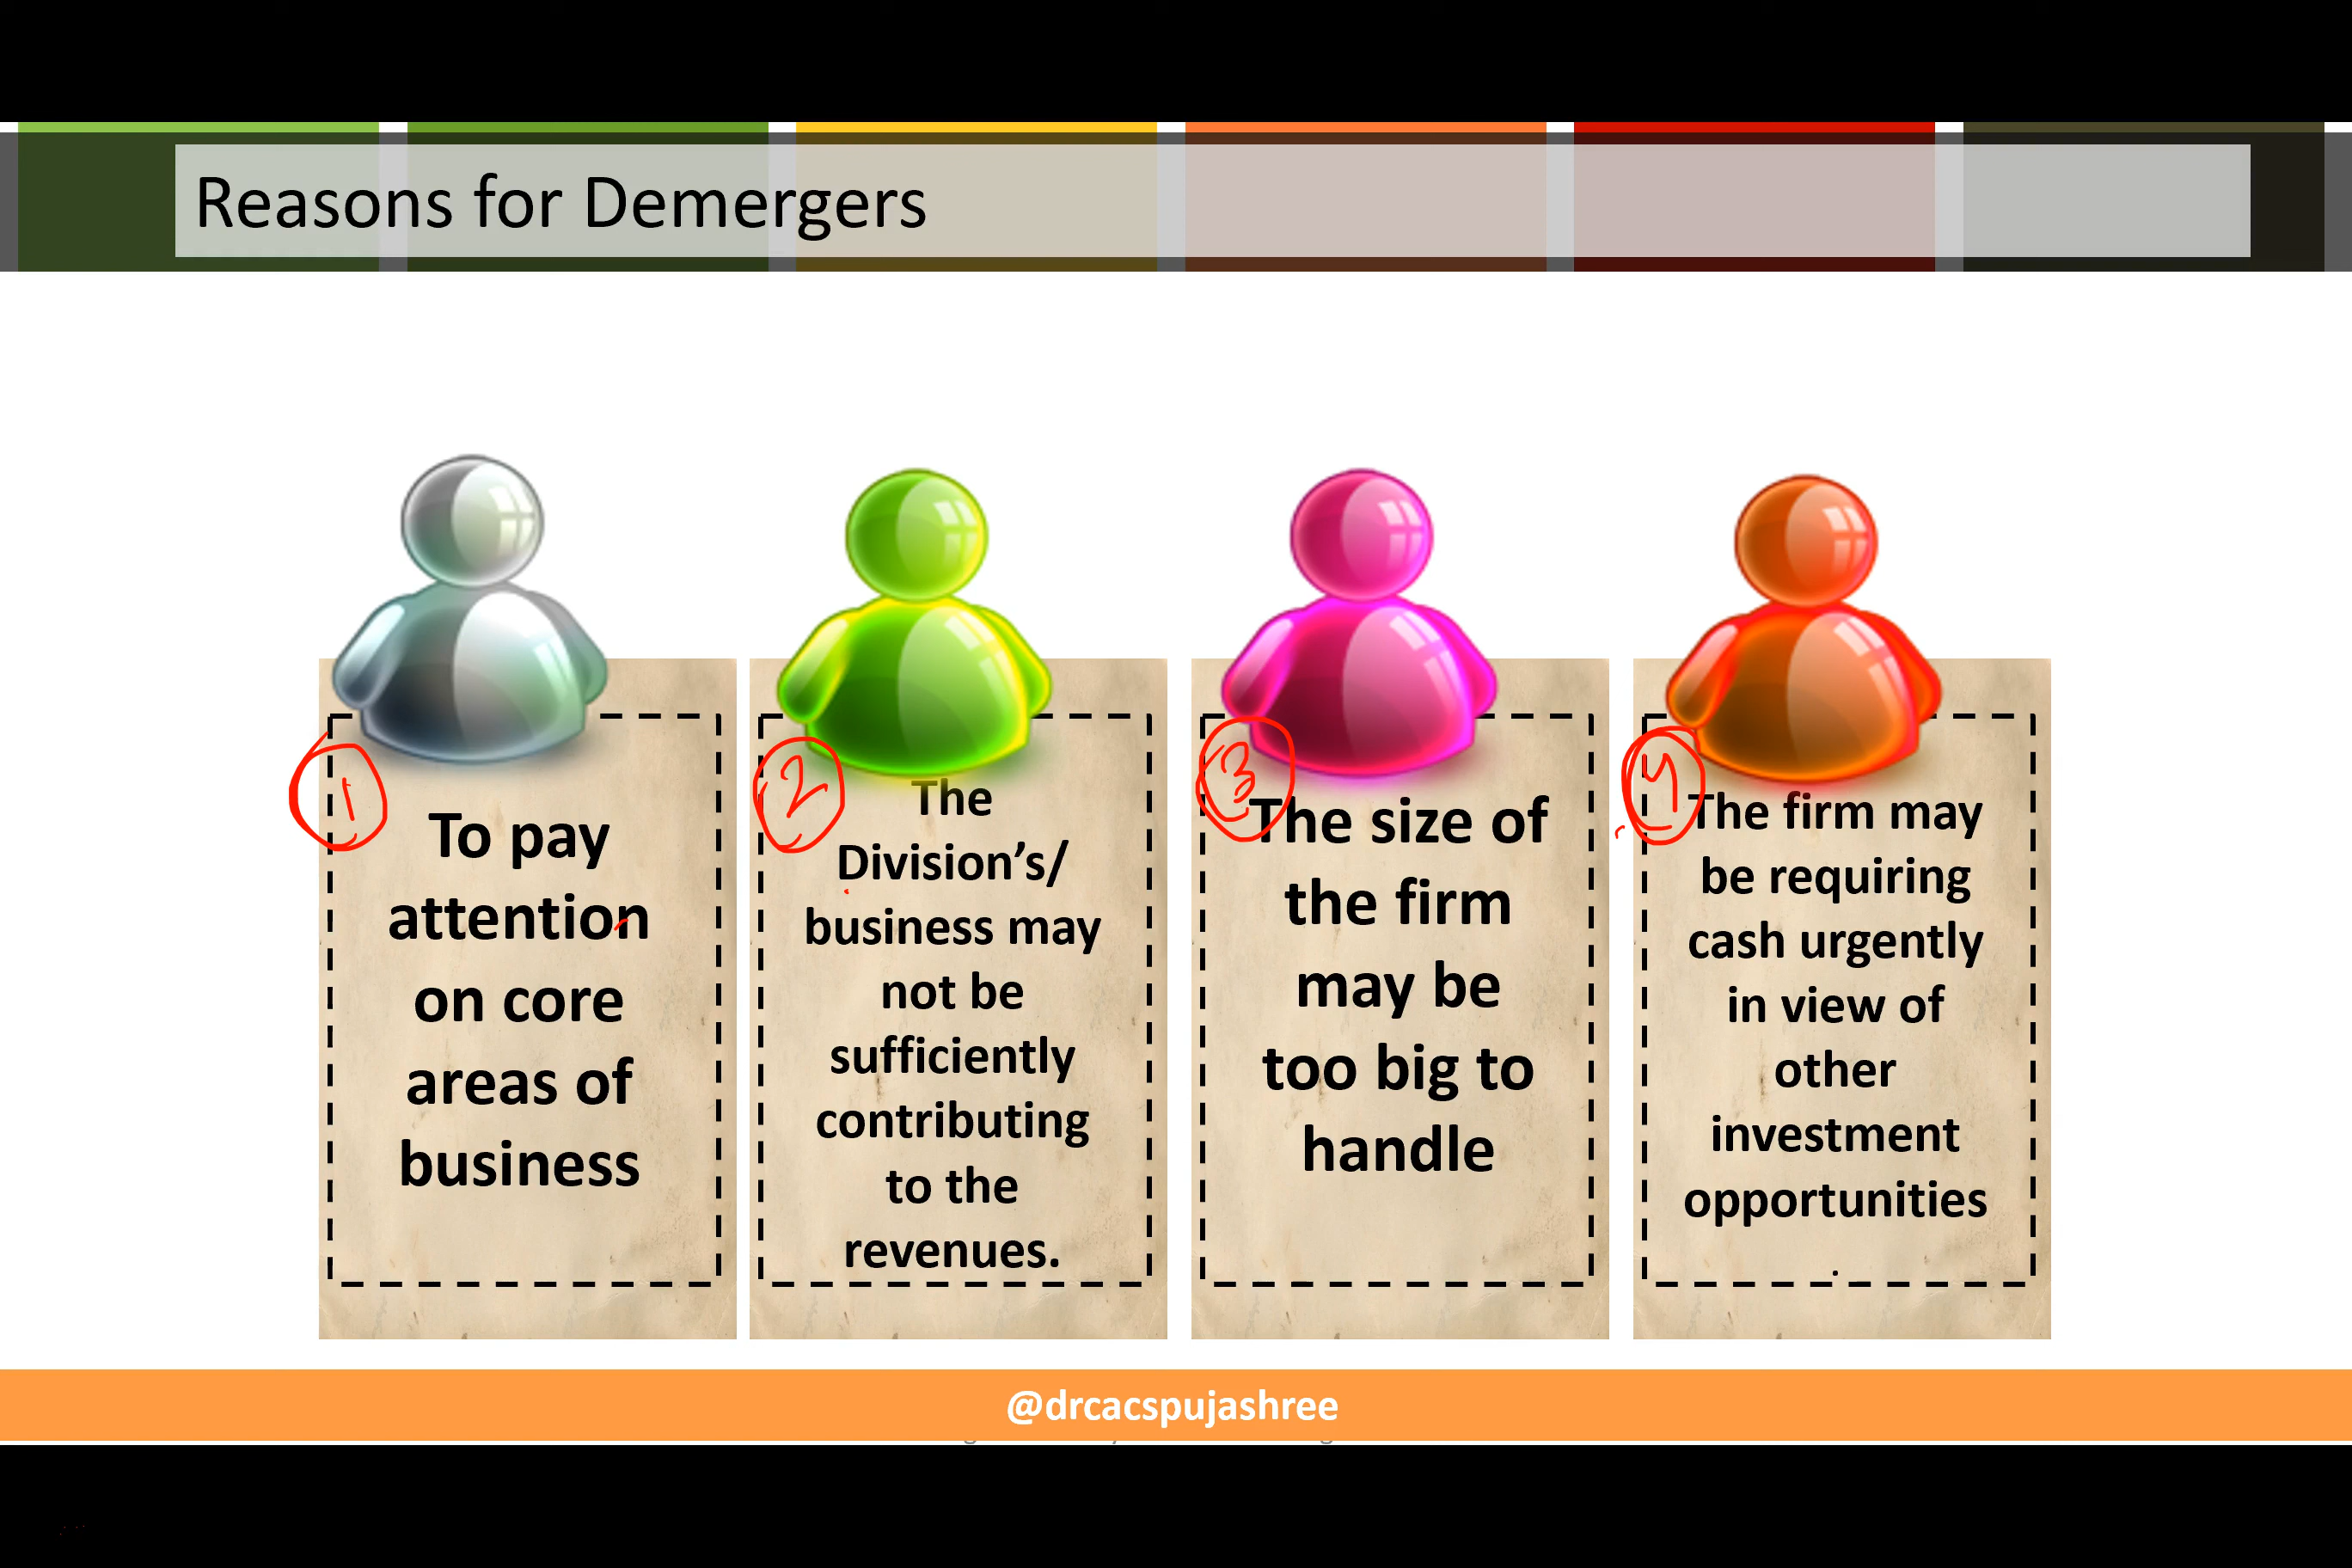 Reasons for Demergers
1
To pay
attention
on core
areas of
business
2
The
Division’s/
business may
not be
sufficiently
contributing
to the
revenues.
3
The size of
the firm
may be
too big to
handle
4
The firm may
be requiring
cash urgently
in view of
other
investment
opportunities
.
@drcacspujashree